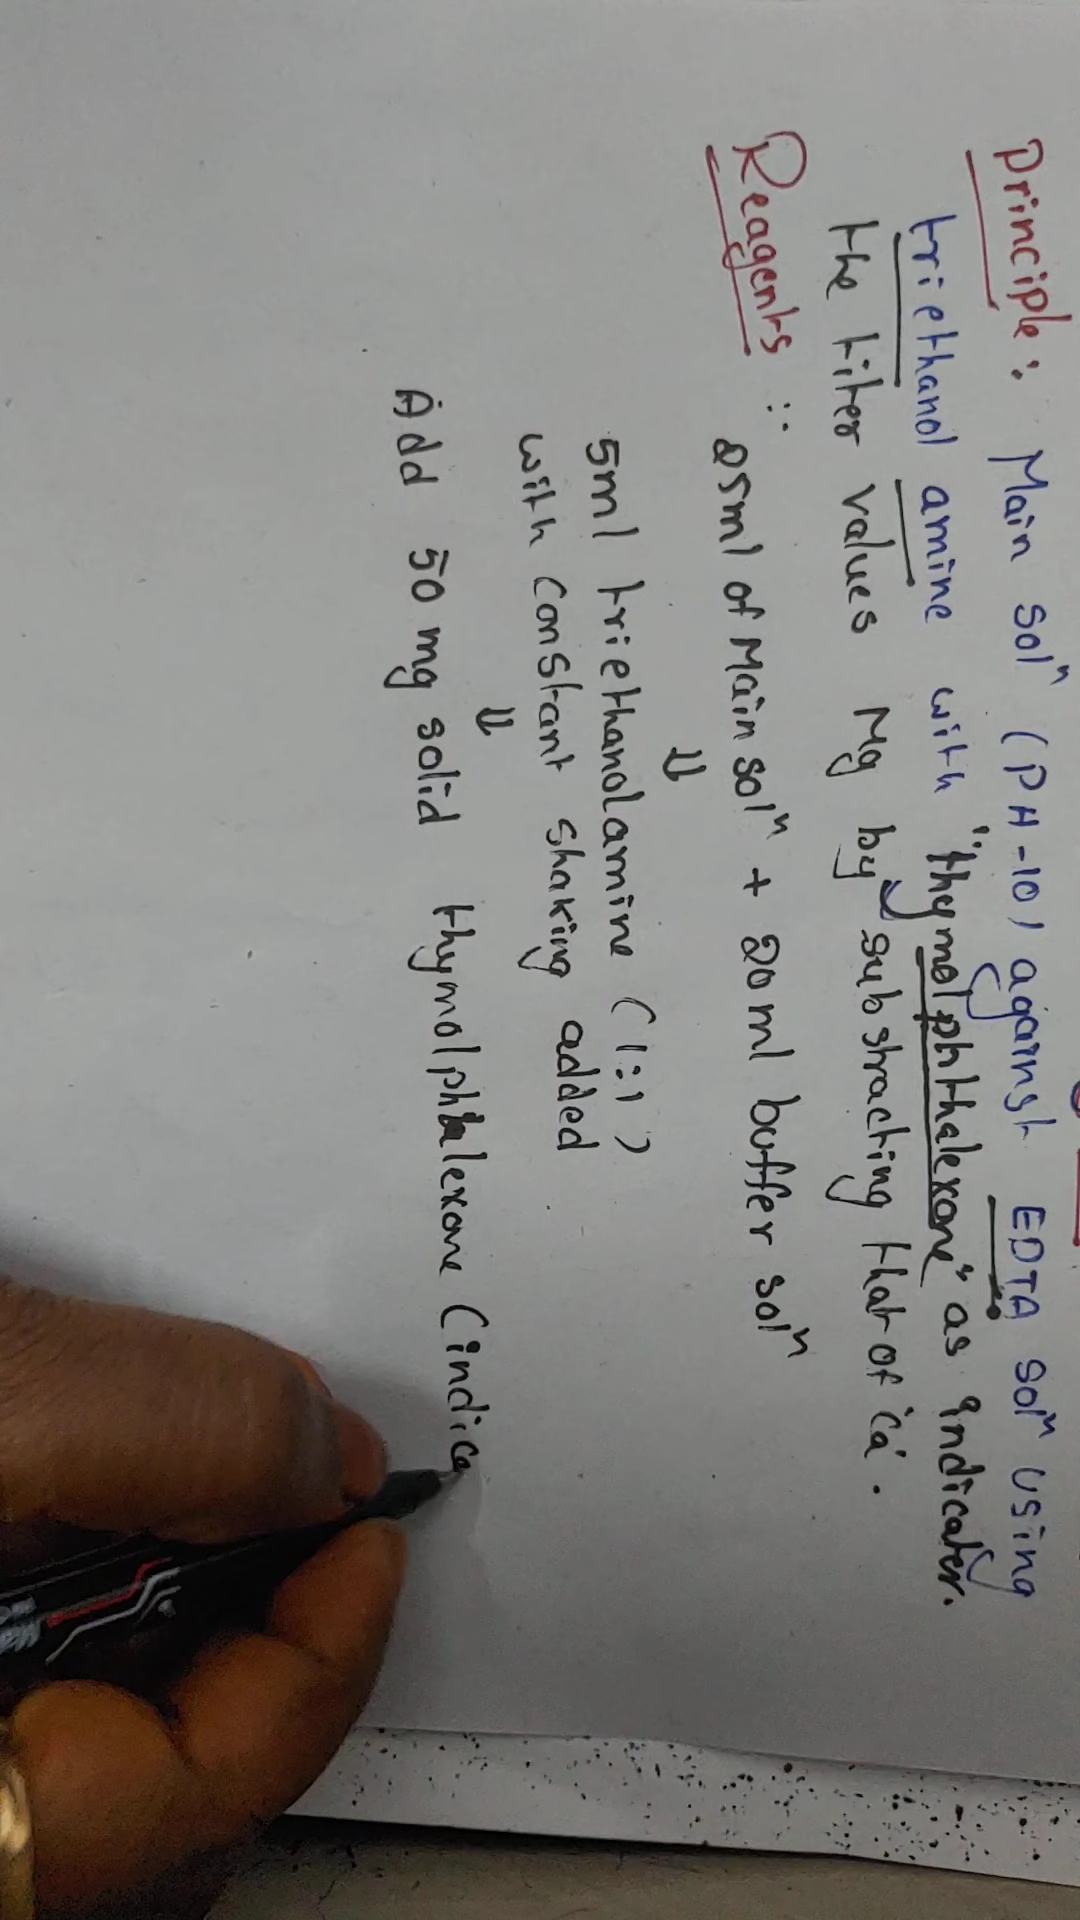 Principle : Main solⁿ (PH-10) against EDTA solⁿ using
triethanol amine with "thymolphthalexone" as indicater.
the titer values Mg by substracting that of 'Ca'.
Reagents :
25ml of Main solⁿ + 20ml buffer solⁿ
⇓
5ml triethanolamine (1:1)
with constant shaking added
⇓
Add 50 mg solid thymolphtalexone (indica